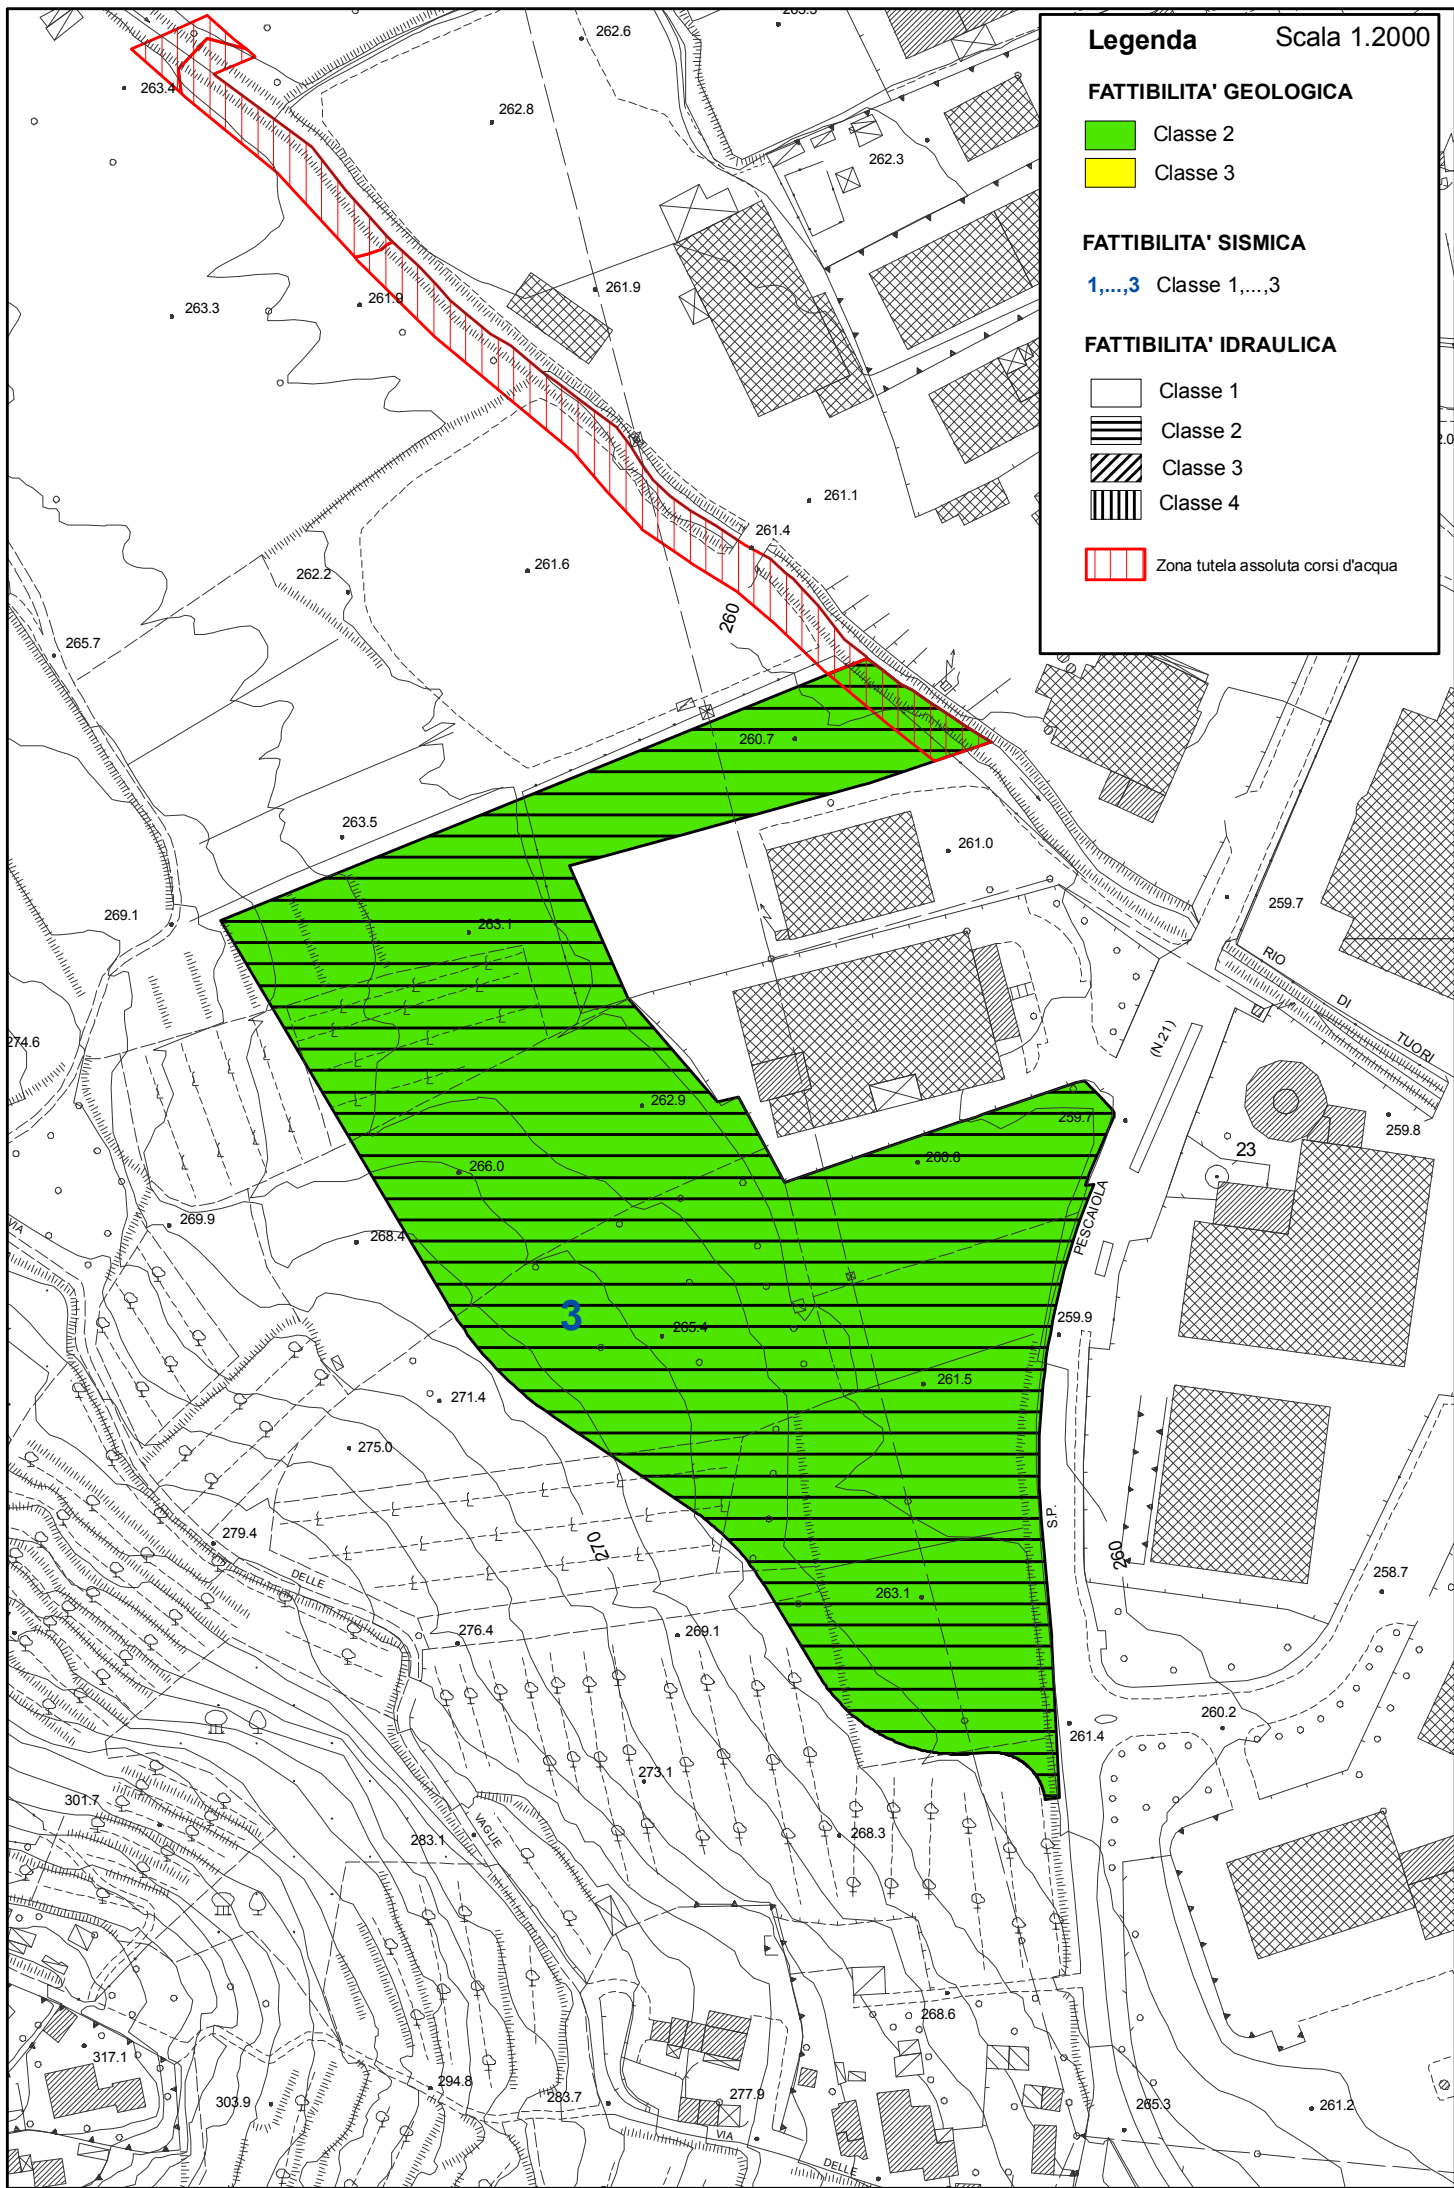 Legenda
Scala 1.2000
FATTIBILITA' GEOLOGICA
Classe 2
Classe 3
FATTIBILITA' SISMICA
1,...,3 Classe 1,...,3
FATTIBILITA' IDRAULICA
Classe 1
Classe 2
Classe 3
Classe 4
Zona tutela assoluta corsi d'acqua
262.6
263.4
262.8
262.3
263.3
261.9
261.9
261.1
261.4
262.2
261.6
260
265.7
260.7
263.5
261.0
269.1
263.1
259.7
RIO
DI
TUORI
274.6
(N.21)
262.9
259.7
259.8
23
266.0
260.8
269.9
268.4
PESCAIOLA
VIA
3
265.4
259.9
271.4
261.5
275.0
279.4
270
S.P.
260
DELLE
258.7
263.1
276.4
269.1
261.4
260.2
273.1
301.7
283.1
VAGUE
268.3
268.6
317.1
303.9
294.8
283.7
277.9
265.3
261.2
VIA
DELLE